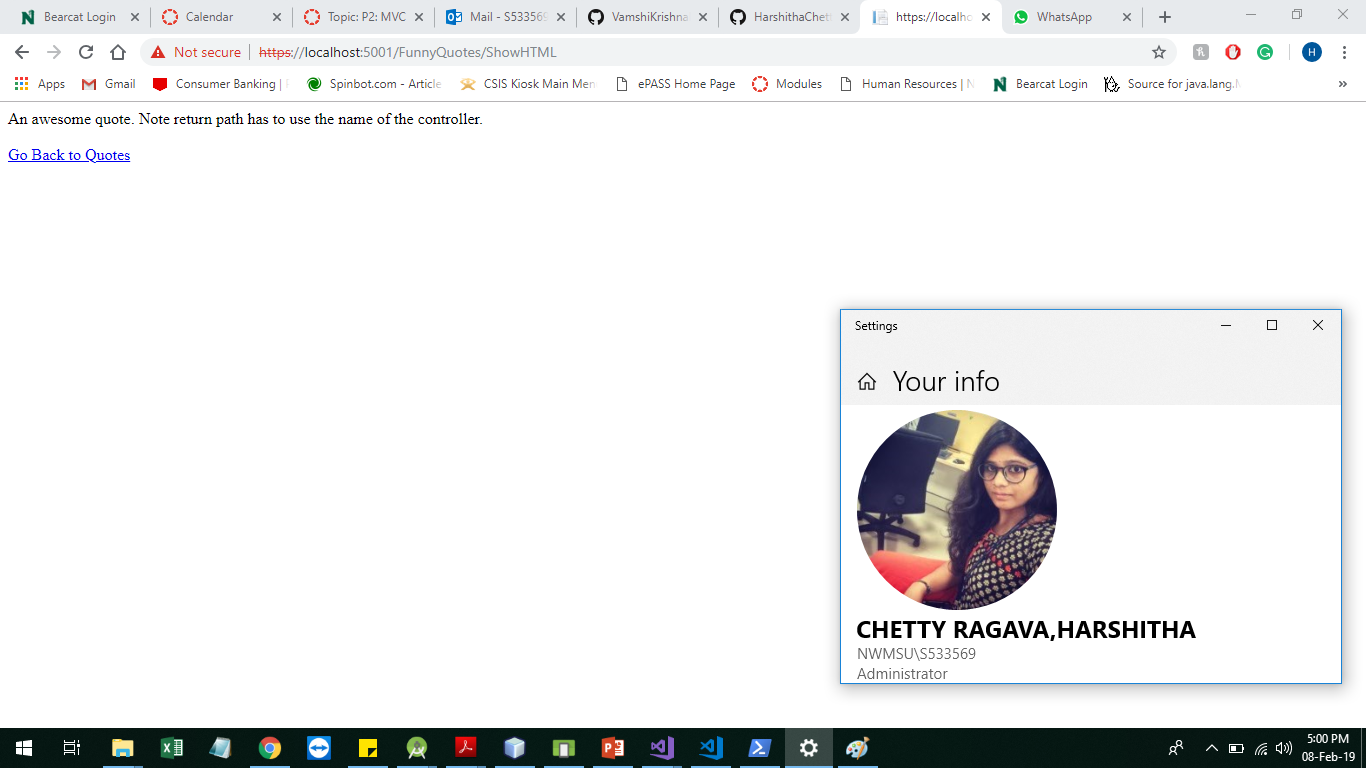 Bearcat Login
Calendar
Topic: P2: MVC
Mail - S533569
VamshiKrishna
HarshithaChett
https://localho
WhatsApp
Not secure
https://localhost:5001/FunnyQuotes/ShowHTML
H
Apps
Gmail
Consumer Banking |
Spinbot.com - Article
CSIS Kiosk Main Men
ePASS Home Page
Modules
Human Resources | N
Bearcat Login
Source for java.lang.M
»
An awesome quote. Note return path has to use the name of the controller.
Go Back to Quotes
Settings
Your info
CHETTY RAGAVA,HARSHITHA
NWMSU\S533569
Administrator
5:00 PM
08-Feb-19